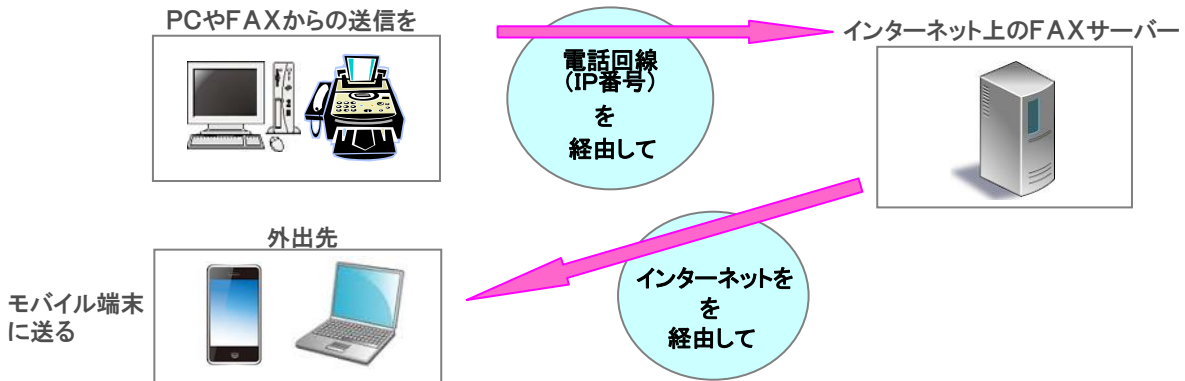 PCやFAXからの送信を
電話回線
（IP番号）
を
経由して
インターネット上のFAXサーバー
外出先
モバイル端末
に送る
インターネットを
を
経由して